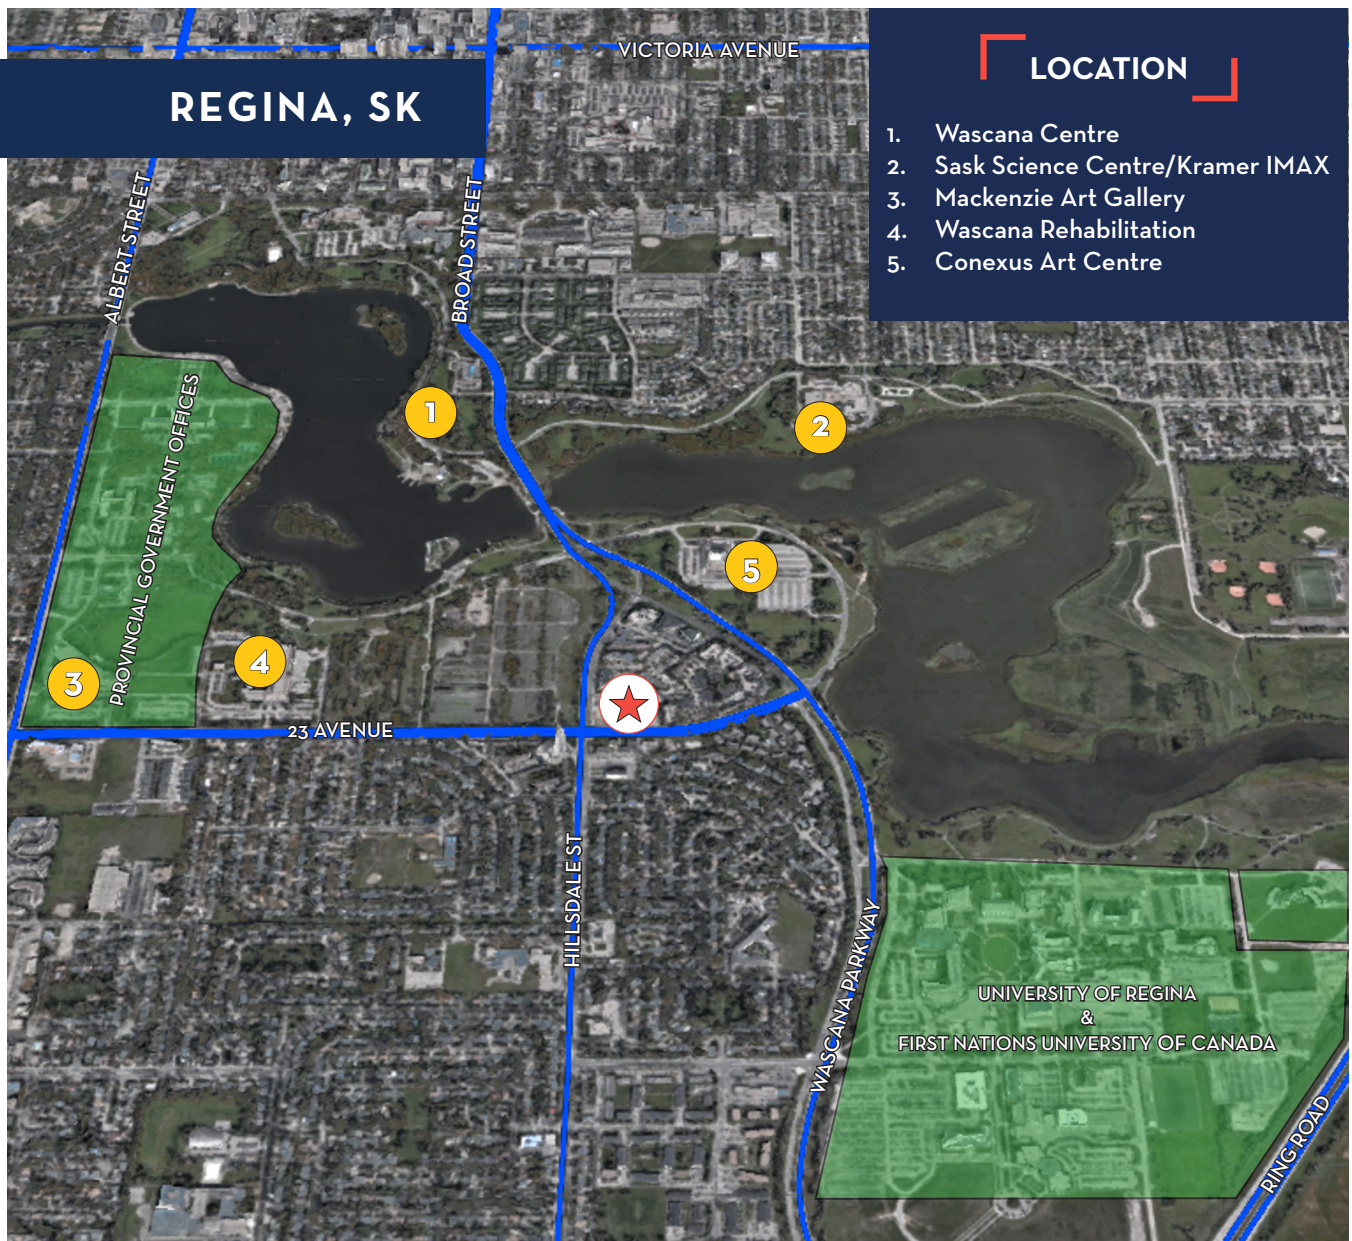 VICTORIA AVENUE
LOCATION
REGINA, SK
1. Wascana Centre
2. Sask Science Centre/Kramer IMAX
3. Mackenzie Art Gallery
4. Wascana Rehabilitation
5. Conexus Art Centre
ALBERT STREET
BROAD STREET
PROVINCIAL GOVERNMENT OFFICES
1
2
5
4
3
23 AVENUE
HILLSDALE ST
WASCANA PARKWAY
UNIVERSITY OF REGINA
&
FIRST NATIONS UNIVERSITY OF CANADA
RING ROAD